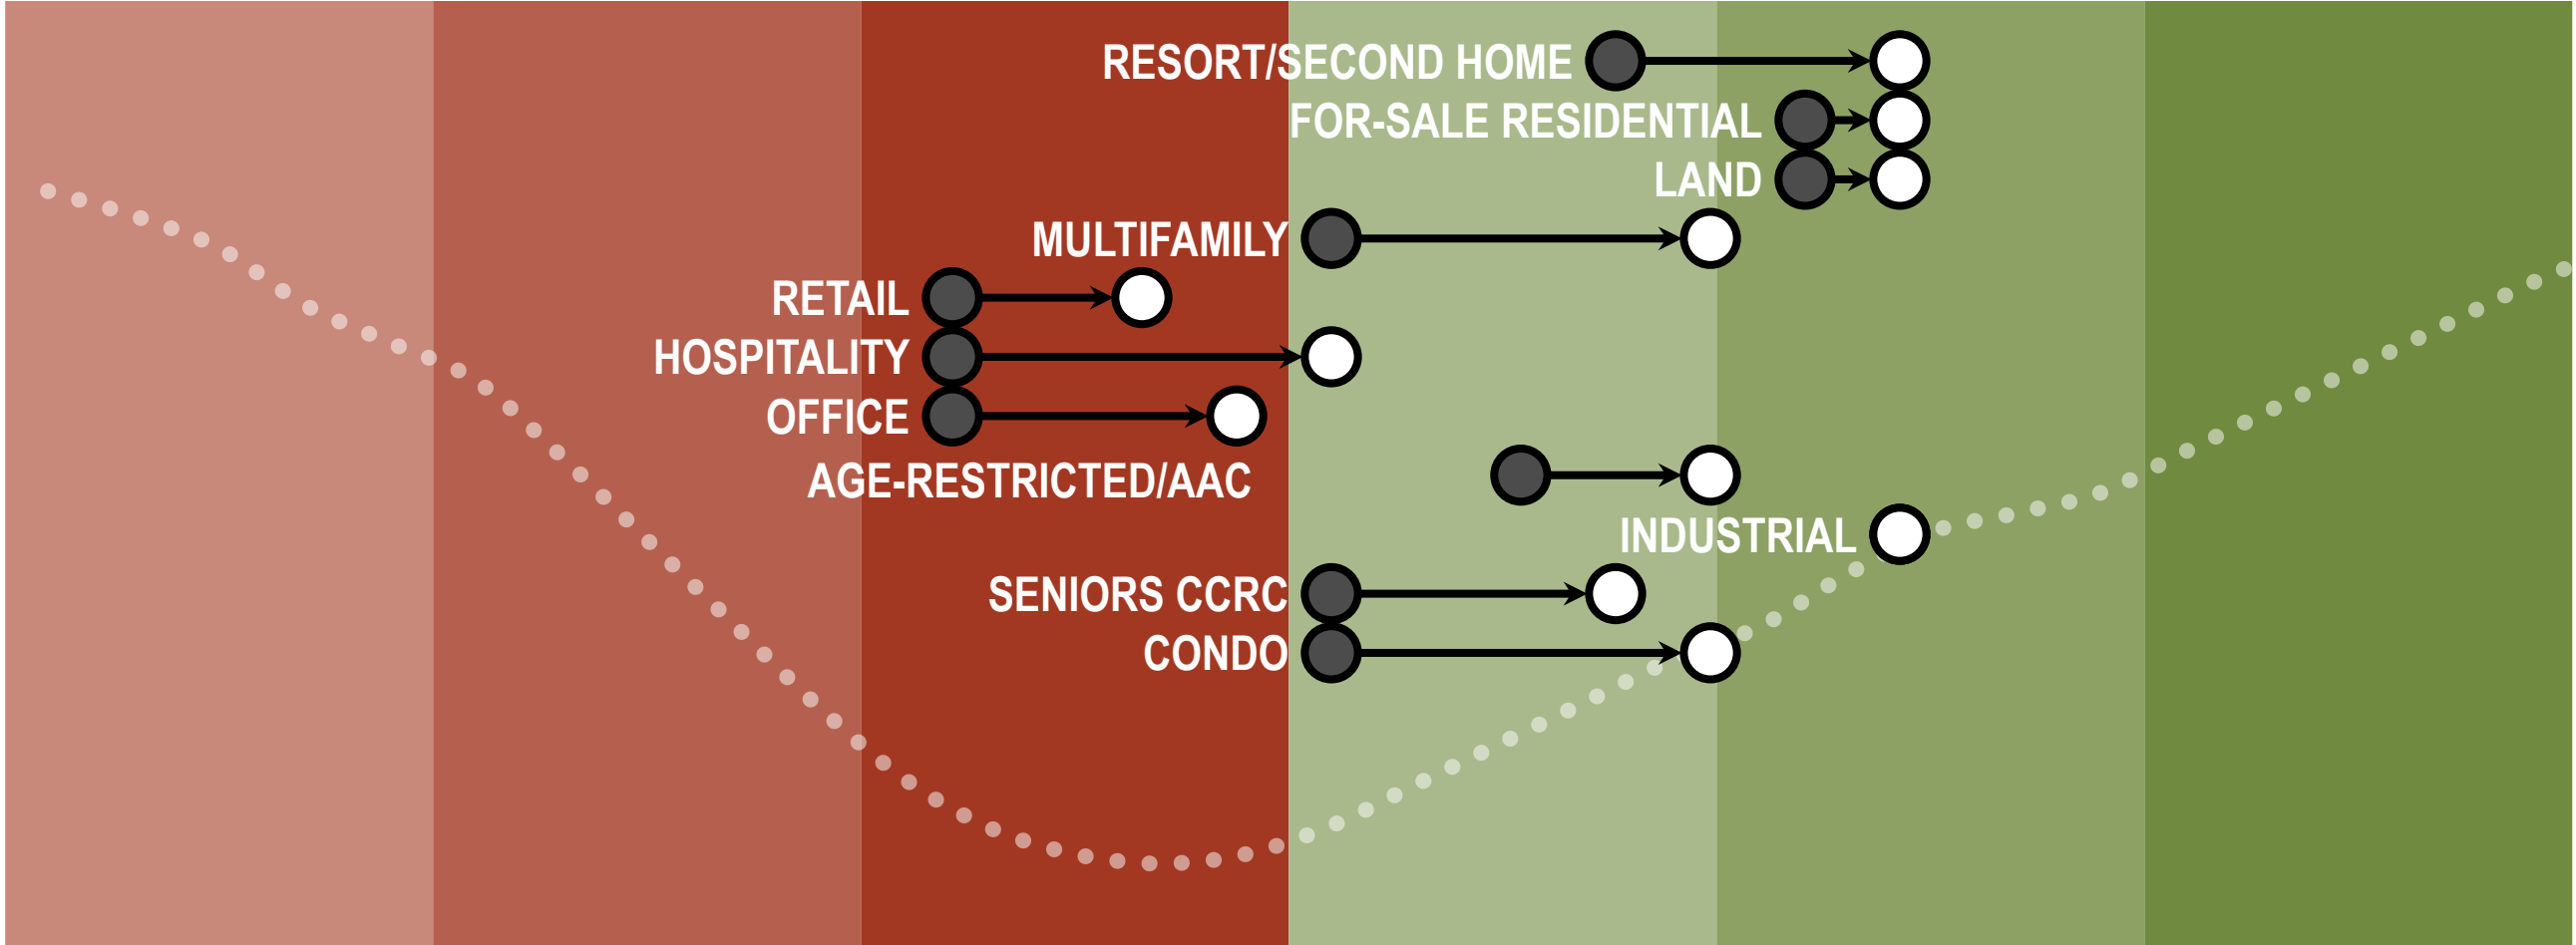 RESORT/SECOND HOME
FOR-SALE RESIDENTIAL
LAND
MULTIFAMILY
RETAIL
HOSPITALITY
OFFICE
AGE-RESTRICTED/AAC
INDUSTRIAL
SENIORS CCRC
CONDO